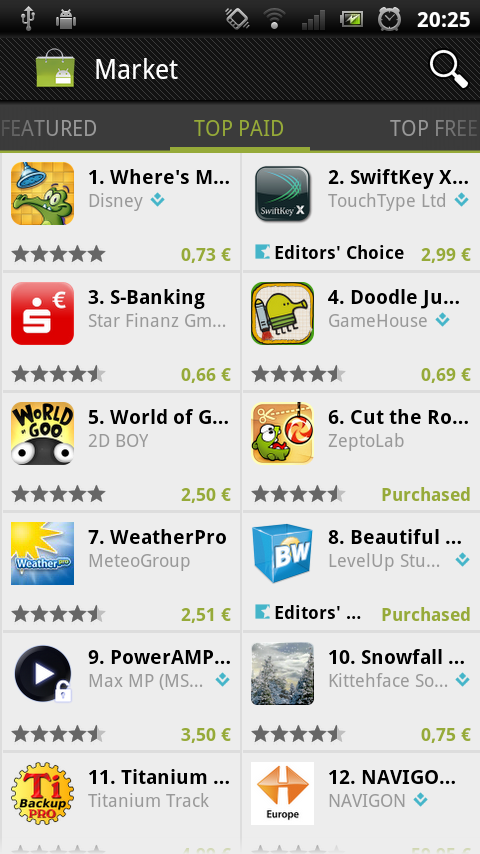 20:25
Market
FEATURED
TOP PAID
TOP FREE
1. Where's M...
Disney
0,73 €
SwiftKey X
2. SwiftKey X...
TouchType Ltd
Editors' Choice
2,99 €
€
3. S-Banking
Star Finanz Gm...
0,66 €
4. Doodle Ju...
GameHouse
0,69 €
WORLD
OF
GOO
5. World of G...
2D BOY
2,50 €
6. Cut the Ro...
ZeptoLab
Purchased
Weather pro
7. WeatherPro
MeteoGroup
2,51 €
BW
8. Beautiful ...
LevelUp Stu...
Editors' ...
Purchased
9. PowerAMP...
Max MP (MS...
3,50 €
10. Snowfall ...
Kittehface So...
0,75 €
Ti
Backup
PRO
11. Titanium ...
Titanium Track
Europe
12. NAVIGO...
NAVIGON